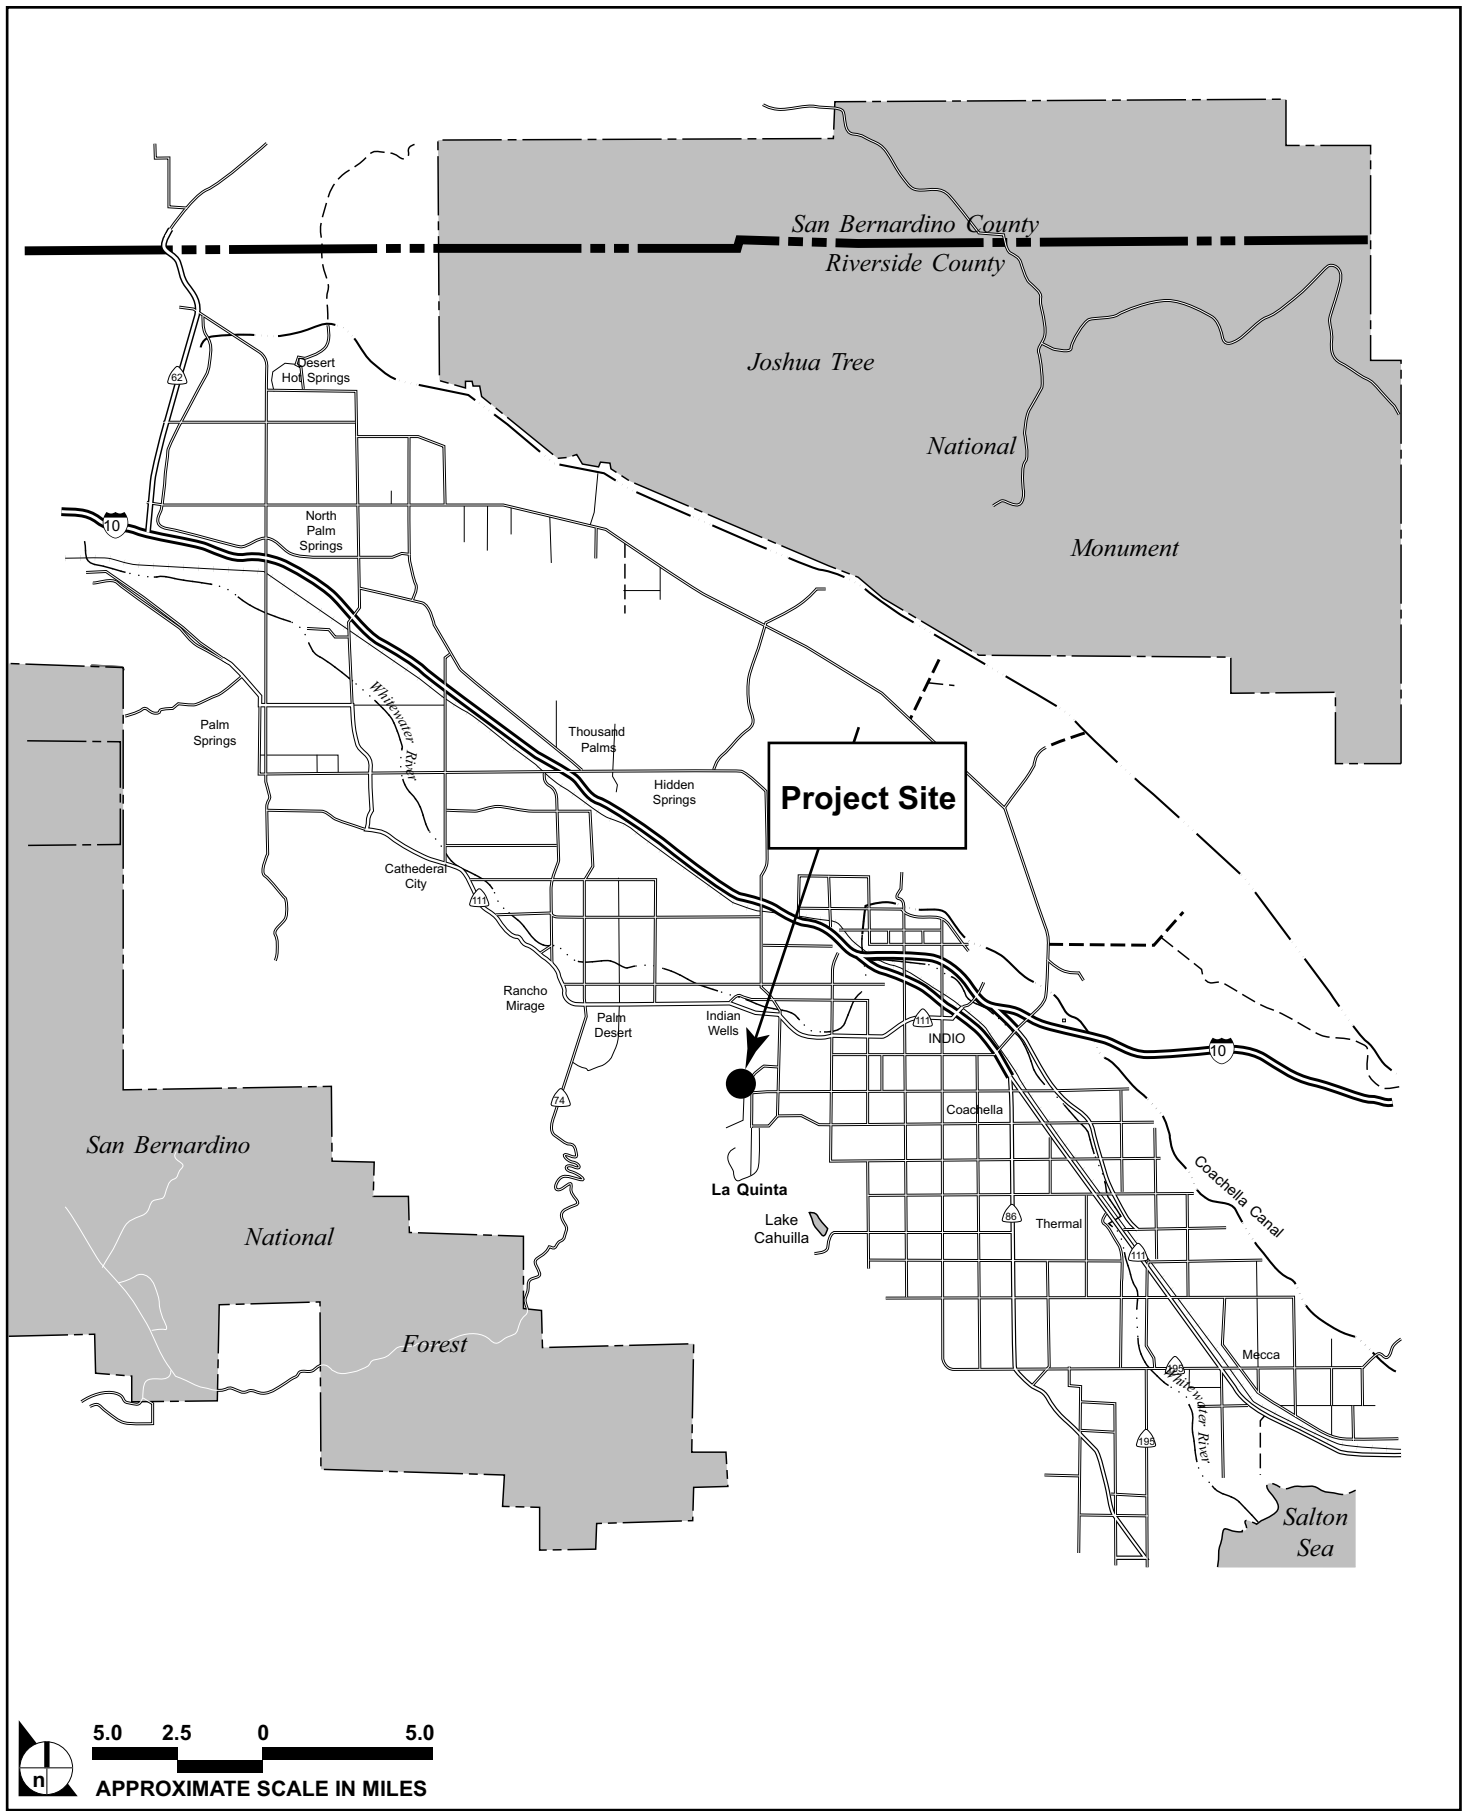 San Bernardino County
Riverside County
Joshua Tree
Desert
Hot Springs
62
National
10
North
Palm
Springs
Monument
Whitewater River
Palm
Springs
Thousand
Palms
Hidden
Springs
Project Site
Cathederal
City
111
Rancho
Mirage
Palm
Desert
Indian
Wells
111
INDIO
10
74
Coachella
San Bernardino
La Quinta
Coachella Canal
Lake
Cahuilla
86
Thermal
National
111
Forest
Mecca
195
Whitewater River
195
Salton
Sea
5.0 2.5 0 5.0
n
APPROXIMATE SCALE IN MILES